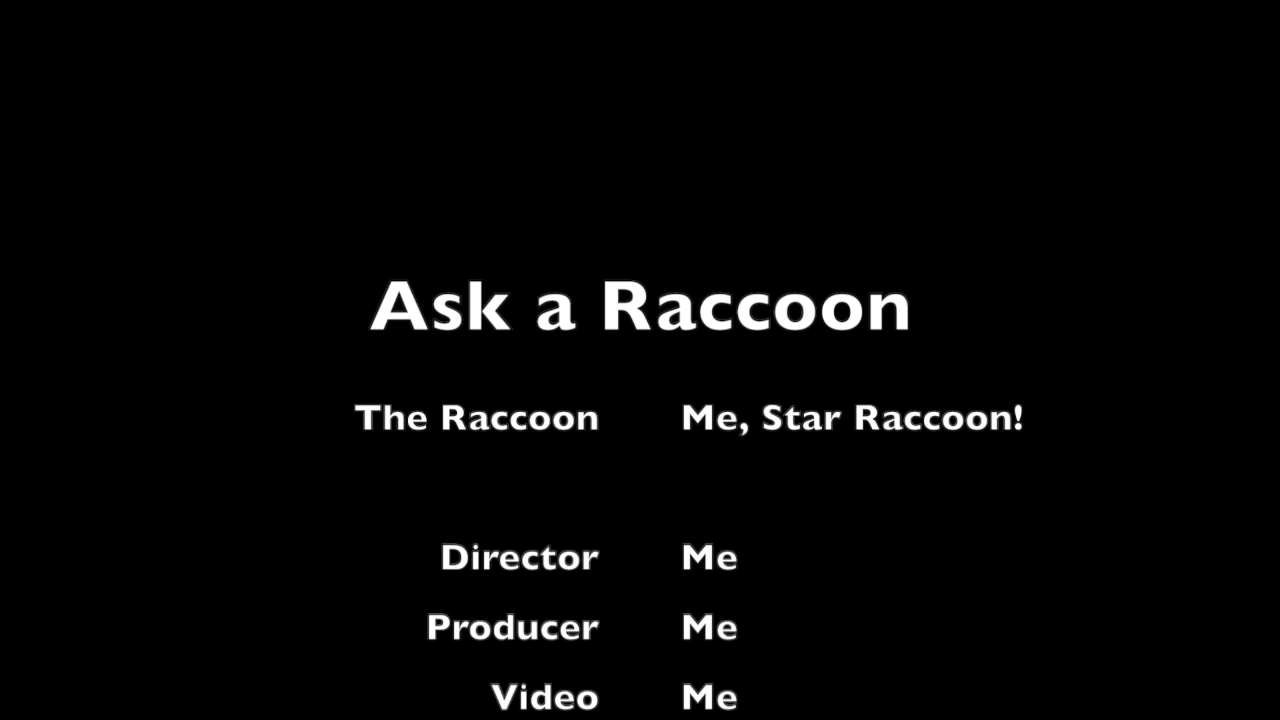 Ask a Raccoon
The Raccoon Me, Star Raccoon!
Director Me
Producer Me
Video Me